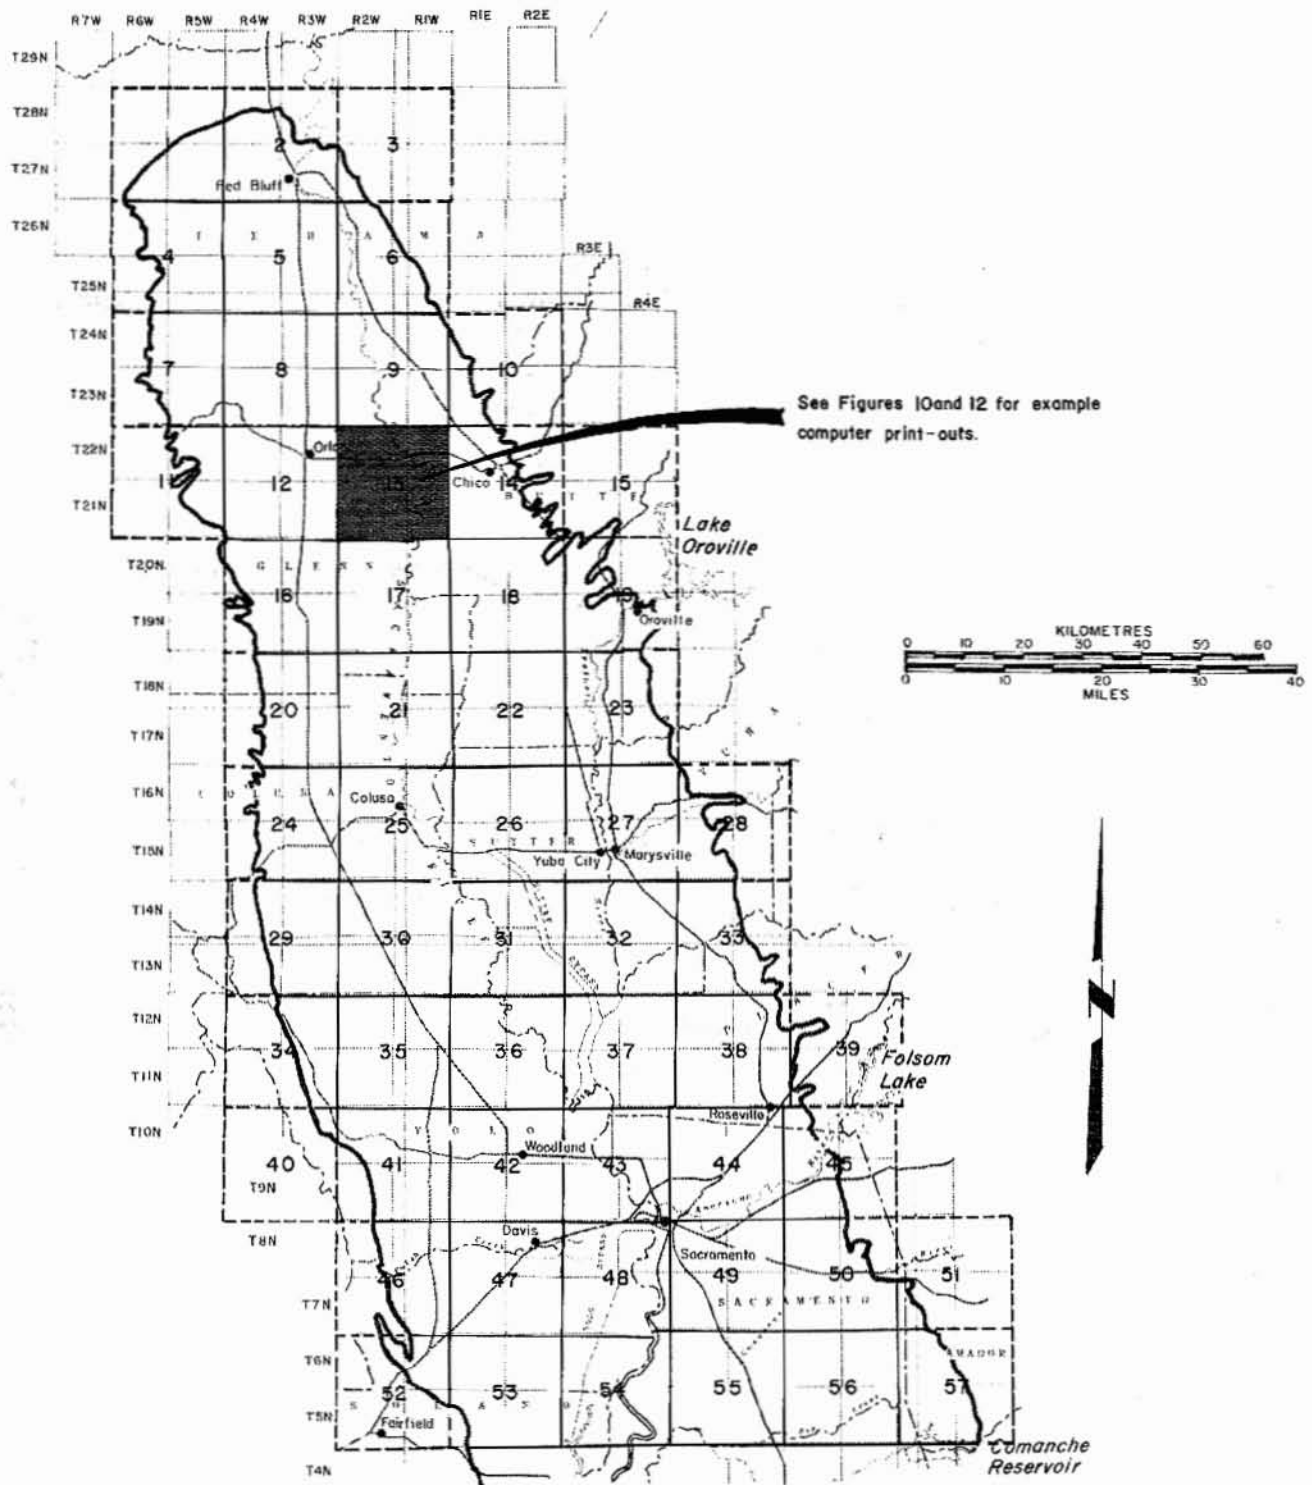 R7W R6W R5W R4W R3W R2W R1W R1E R2E
T29N
T28N
2 3
T27N
Red Bluff
T26N
T E H A M A
R3E
4 5 6
T25N
R4E
T24N
7 8 9 10
T23N
See Figures 10 and 12 for example
computer print-outs.
T22N
11 12 13 Chico 14 15
B U T T E
T21N
Lake
Oroville
T20N
G L E N N
16 17 18 19
T19N
Oroville
KILOMETRES
0 10 20 30 40 50 60
0 10 20 30 40
MILES
T18N
20 21 22 23
T17N
T16N
C O L U S A
Colusa
24 25 26 27 28
S U T T E R
T15N
Yuba City Marysville
T14N
29 30 31 32 33
T13N
N
T12N
34 35 36 37 38 39
Folsom
Lake
T11N
Roseville
T10N
Y O L O
Woodland
40 41 42 43 44 45
T9N
T8N
Davis
Sacramento
46 47 48 49 50 51
T7N
S A C R A M E N T O
T6N
AMADOR
52 53 54 55 56 57
S O L A N O
T5N
Fairfield
Comanche
Reservoir
T4N